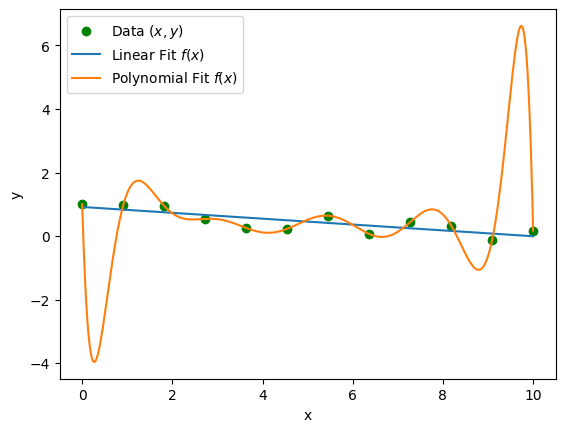 Data (x, y)
Linear Fit f(x)
Polynomial Fit f(x)
6
4
2
0
−2
−4
y
0
2
4
6
8
10
x